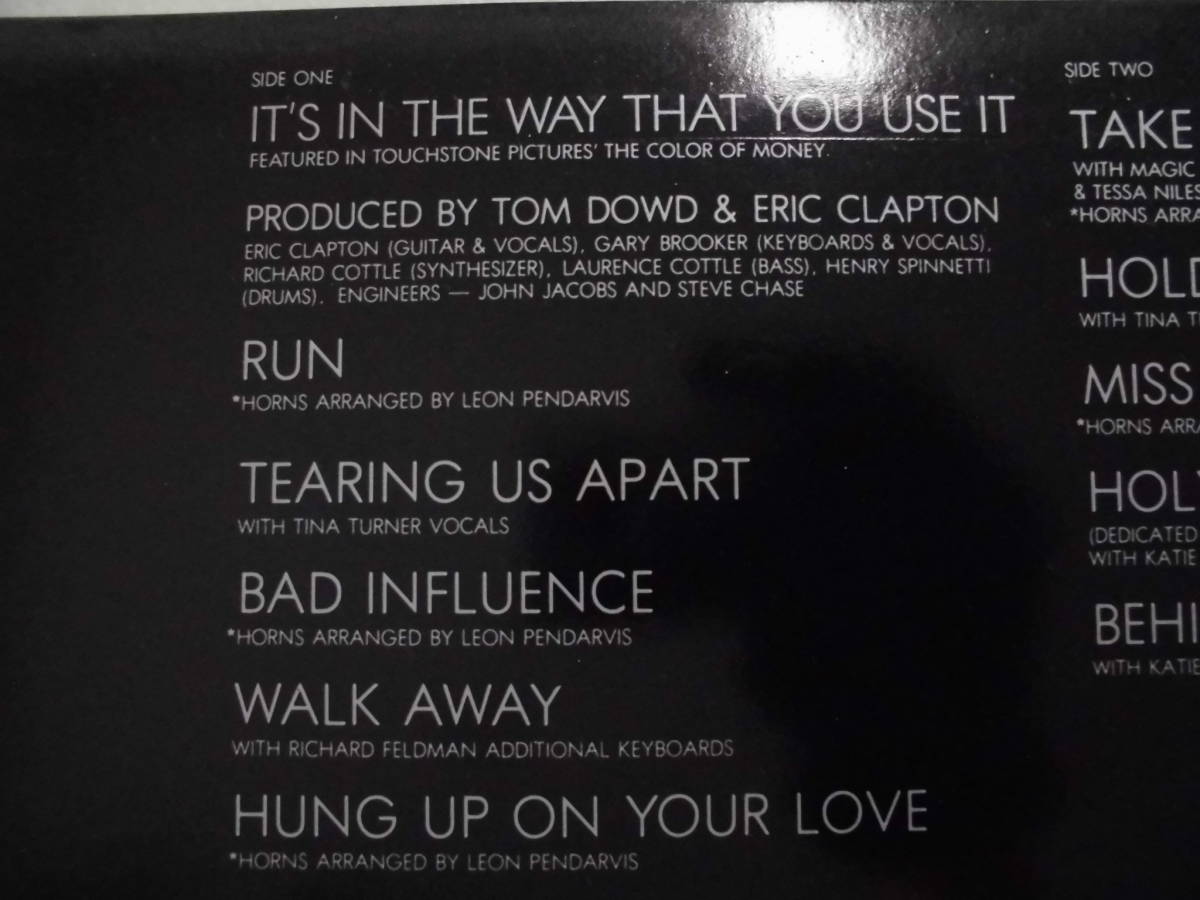 SIDE ONE
IT'S IN THE WAY THAT YOU USE IT
FEATURED IN TOUCHSTONE PICTURES' THE COLOR OF MONEY.
PRODUCED BY TOM DOWD & ERIC CLAPTON
ERIC CLAPTON (GUITAR & VOCALS), GARY BROOKER (KEYBOARDS & VOCALS),
RICHARD COTTLE (SYNTHESIZER), LAURENCE COTTLE (BASS), HENRY SPINNETTI
(DRUMS). ENGINEERS — JOHN JACOBS AND STEVE CHASE
RUN
*HORNS ARRANGED BY LEON PENDARVIS
TEARING US APART
WITH TINA TURNER VOCALS
BAD INFLUENCE
*HORNS ARRANGED BY LEON PENDARVIS
WALK AWAY
WITH RICHARD FELDMAN ADDITIONAL KEYBOARDS
HUNG UP ON YOUR LOVE
*HORNS ARRANGED BY LEON PENDARVIS
SIDE TWO
TAKE
WITH MAGIC
& TESSA NILES
*HORNS ARRA
HOLD
WITH TINA T
MISS
*HORNS ARRA
HOLY
(DEDICATED
WITH KATIE
BEHI
WITH KATIE